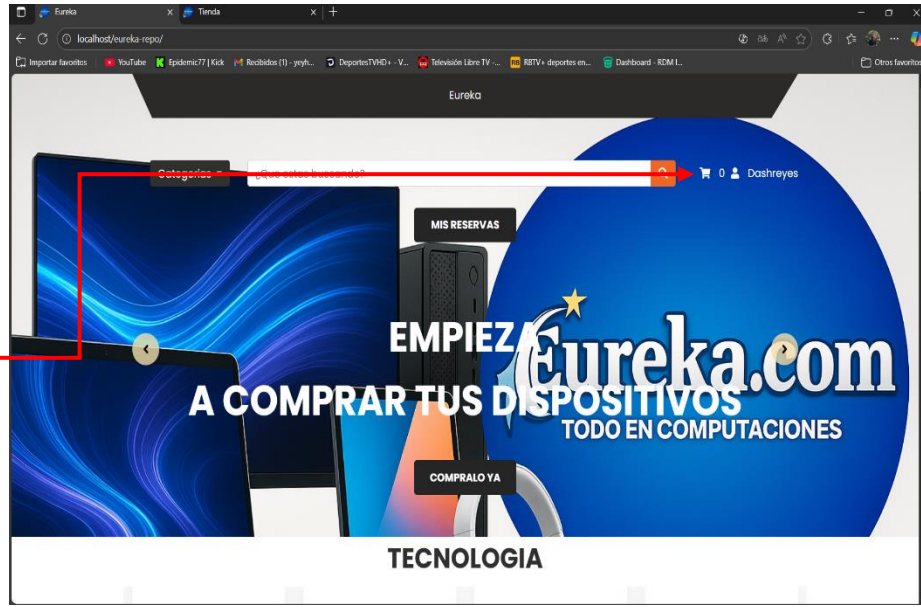 Eureka
Tienda
localhost/eureka-repo/
Importar favoritos
YouTube
Epidemic77 | Kick
Recibidos (1) - yeyh...
DeportesTVHD+ - V...
Televisión Libre TV -...
RBTV+ deportes en...
Dashboard - RDM I...
Otros favoritos
Eureka
Categorias
¿Que estas buscando?
0
Dashreyes
MIS RESERVAS
EMPIEZA
A COMPRAR TUS DISPOSITIVOS
Eureka.com
TODO EN COMPUTACIONES
COMPRALO YA
TECNOLOGIA